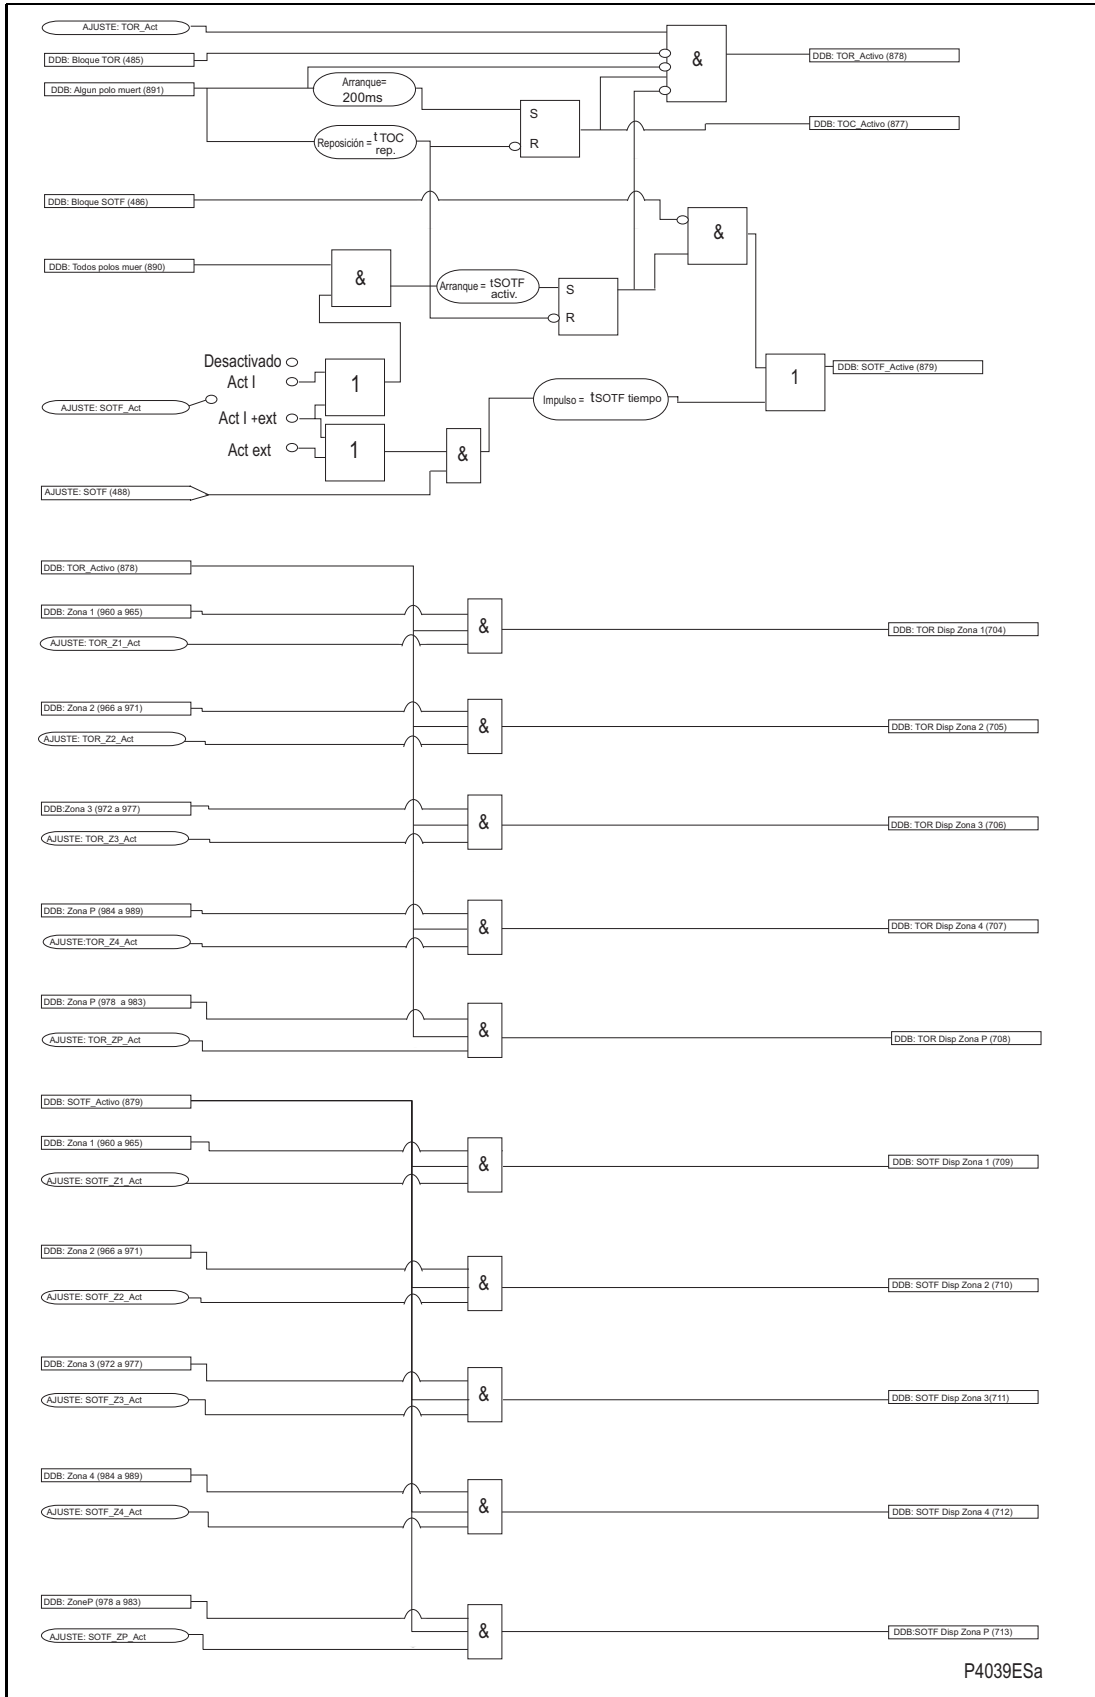 AJUSTE: TOR_Act
DDB: Bloque TOR (485)
DDB: Algun polo muert (891)
Arranque=
200ms
Reposición = t TOC
rep.
S
R
&
DDB: TOR_Activo (878)
DDB: TOC_Activo (877)
DDB: Bloque SOTF (486)
DDB: Todos polos muer (890)
&
Arranque = tSOTF
activ.
S
R
&
Desactivado
Act I
AJUSTE: SOTF_Act
Act I +ext
Act ext
1
1
AJUSTE: SOTF (488)
&
Impulso = tSOTF tiempo
1
DDB: SOTF_Active (879)
DDB: TOR_Activo (878)
DDB: Zona 1 (960 a 965)
AJUSTE: TOR_Z1_Act
&
DDB: TOR Disp Zona 1(704)
DDB: Zona 2 (966 a 971)
AJUSTE: TOR_Z2_Act
&
DDB: TOR Disp Zona 2 (705)
DDB:Zona 3 (972 a 977)
AJUSTE: TOR_Z3_Act
&
DDB: TOR Disp Zona 3 (706)
DDB: Zona P (984 a 989)
AJUSTE:TOR_Z4_Act
&
DDB: TOR Disp Zona 4 (707)
DDB: Zona P (978 a 983)
AJUSTE: TOR_ZP_Act
&
DDB: TOR Disp Zona P (708)
DDB: SOTF_Activo (879)
DDB: Zona 1 (960 a 965)
AJUSTE: SOTF_Z1_Act
&
DDB: SOTF Disp Zona 1 (709)
DDB: Zona 2 (966 a 971)
AJUSTE: SOTF_Z2_Act
&
DDB: SOTF Disp Zona 2 (710)
DDB: Zona 3 (972 a 977)
AJUSTE: SOTF_Z3_Act
&
DDB: SOTF Disp Zona 3(711)
DDB: Zona 4 (984 a 989)
AJUSTE: SOTF_Z4_Act
&
DDB: SOTF Disp Zona 4 (712)
DDB: ZoneP (978 a 983)
AJUSTE: SOTF_ZP_Act
&
DDB:SOTF Disp Zona P (713)
P4039ESa